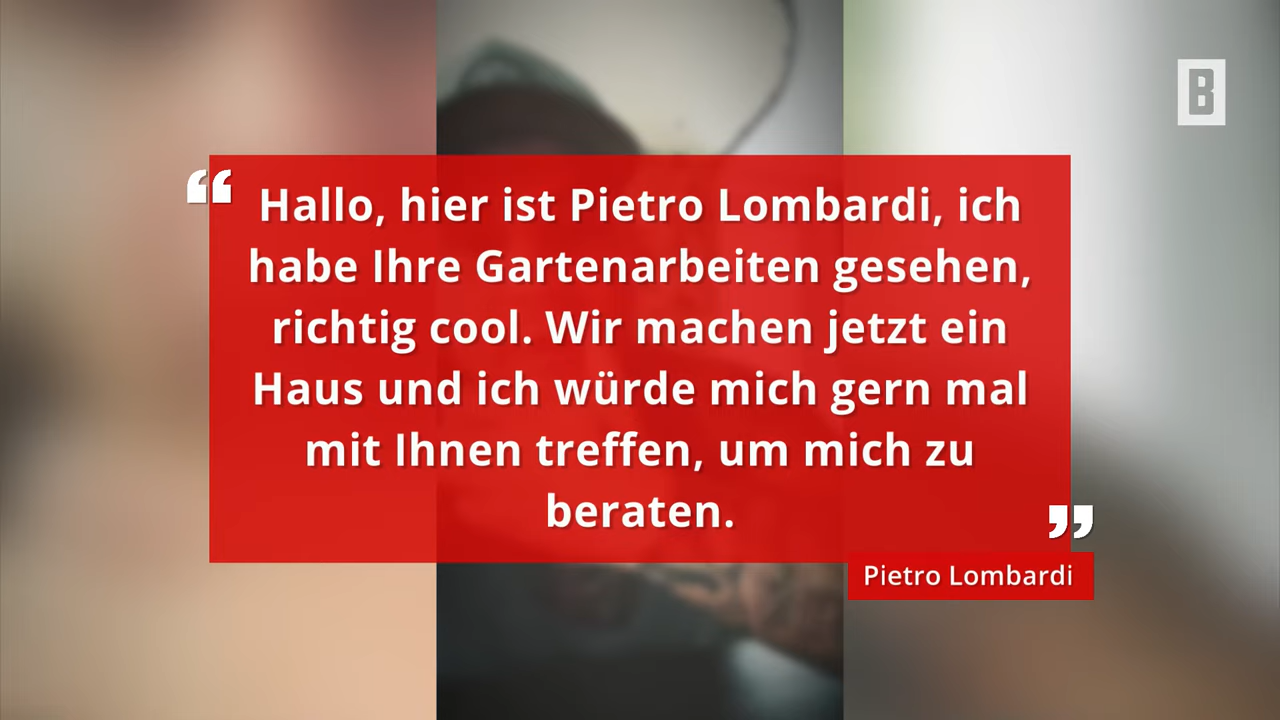 B
“
Hallo, hier ist Pietro Lombardi, ich
habe Ihre Gartenarbeiten gesehen,
richtig cool. Wir machen jetzt ein
Haus und ich würde mich gern mal
mit Ihnen treffen, um mich zu
beraten.
”
Pietro Lombardi